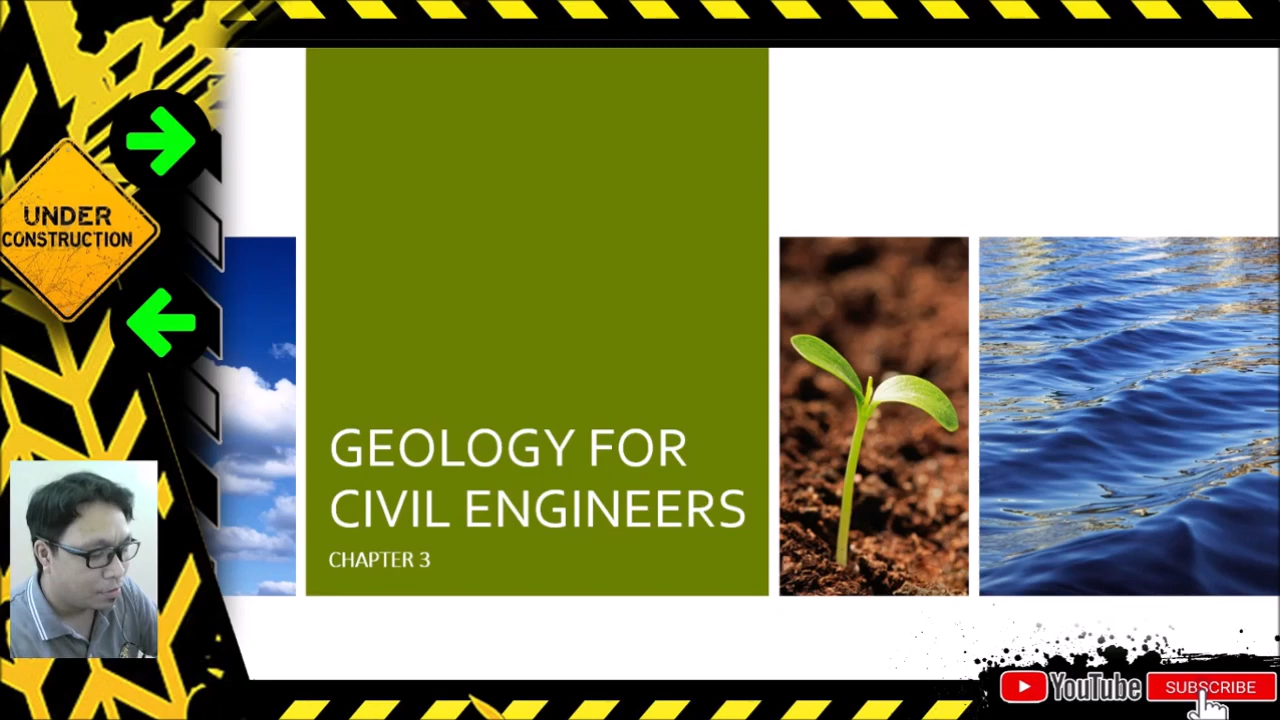 UNDER
CONSTRUCTION
GEOLOGY FOR
CIVIL ENGINEERS
CHAPTER 3
YouTube
SUBSCRIBE